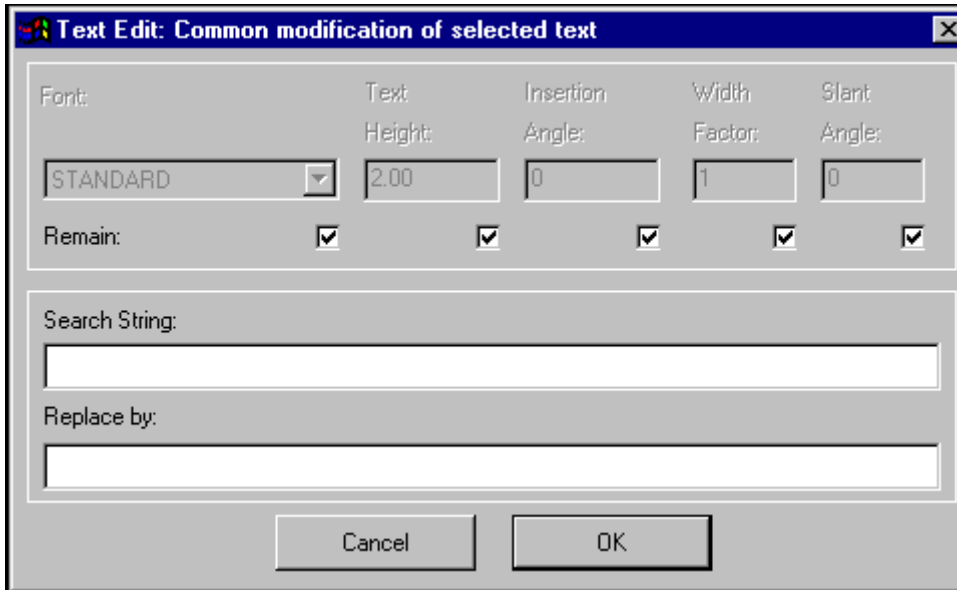 Text Edit: Common modification of selected text
Font: Text Insertion Width Slant
Height: Angle: Factor: Angle:
STANDARD 2.00 0 1 0
Remain:
Search String:
Replace by:
Cancel OK